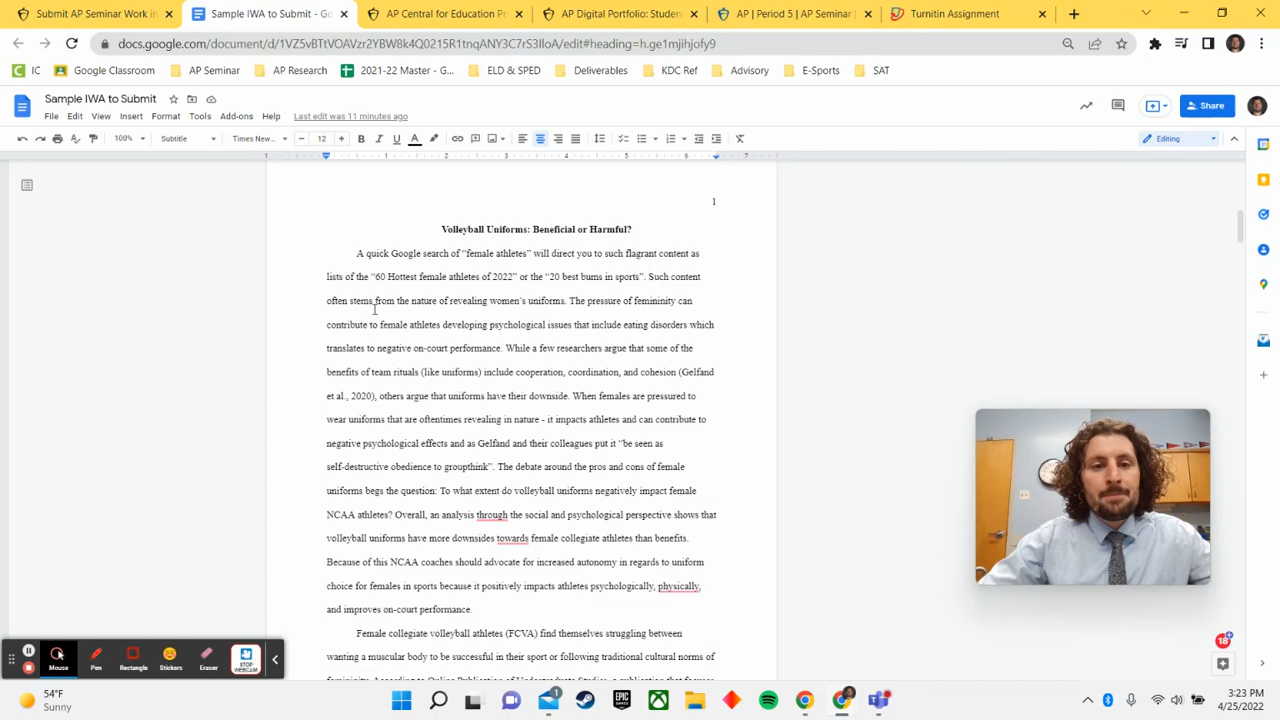 Submit AP Seminar Work in
Sample IWA to Submit - Go
AP Central for Education P
AP Digital Portfolio: Studen
AP | Period 5 | AP Seminar |
Turnitin Assignment
docs.google.com/document/d/1VZ5vBTtVOAVzr2YBW8k4Q0215R1tnqANY3C7rS3JloA/edit#heading=h.ge1mjihjofy9
IC
Google Classroom
AP Seminar
AP Research
2021-22 Master - G...
ELD & SPED
Deliverables
KDC Ref
Advisory
E-Sports
SAT
Sample IWA to Submit
File Edit View Insert Format Tools Add-ons Help Last edit was 11 minutes ago
Share
100% Subtitle Times New... 12 Editing
1 1 2 3 4 5 6 7
1
Volleyball Uniforms: Beneficial or Harmful?
A quick Google search of “female athletes” will direct you to such flagrant content as
lists of the “60 Hottest female athletes of 2022” or the “20 best bums in sports”. Such content
often stems from the nature of revealing women’s uniforms. The pressure of femininity can
contribute to female athletes developing psychological issues that include eating disorders which
translates to negative on-court performance. While a few researchers argue that some of the
benefits of team rituals (like uniforms) include cooperation, coordination, and cohesion (Gelfand
et al., 2020), others argue that uniforms have their downside. When females are pressured to
wear uniforms that are oftentimes revealing in nature - it impacts athletes and can contribute to
negative psychological effects and as Gelfand and their colleagues put it “be seen as
self-destructive obedience to groupthink”. The debate around the pros and cons of female
uniforms begs the question: To what extent do volleyball uniforms negatively impact female
NCAA athletes? Overall, an analysis through the social and psychological perspective shows that
volleyball uniforms have more downsides towards female collegiate athletes than benefits.
Because of this NCAA coaches should advocate for increased autonomy in regards to uniform
choice for females in sports because it positively impacts athletes psychologically, physically,
and improves on-court performance.
Female collegiate volleyball athletes (FCVA) find themselves struggling between
wanting a muscular body to be successful in their sport or following traditional cultural norms of
Mouse
Pen
Rectangle
Stickers
Eraser
STOP WEBCAM
18
54°F
Sunny
EPIC GAMES
1
3:23 PM
4/25/2022